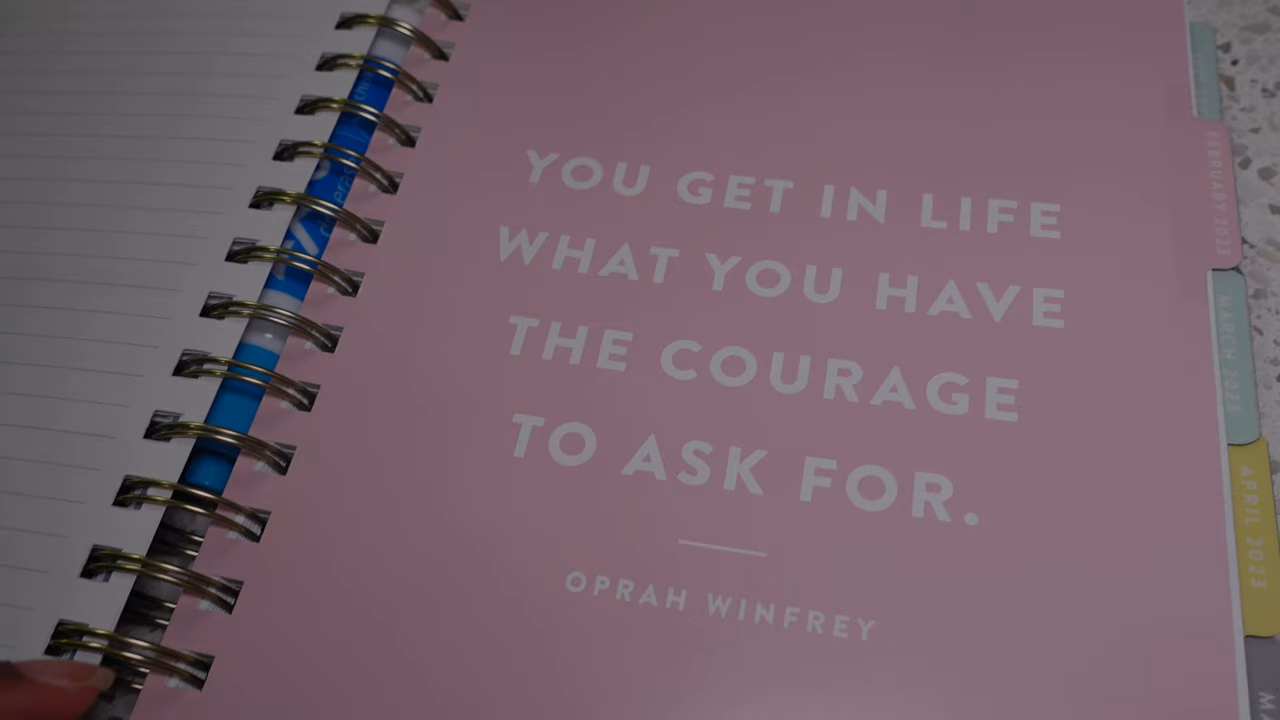 YOU GET IN LIFE
WHAT YOU HAVE
THE COURAGE
TO ASK FOR.
OPRAH WINFREY
FEBRUARY 2023
MARCH 2023
APRIL 2023